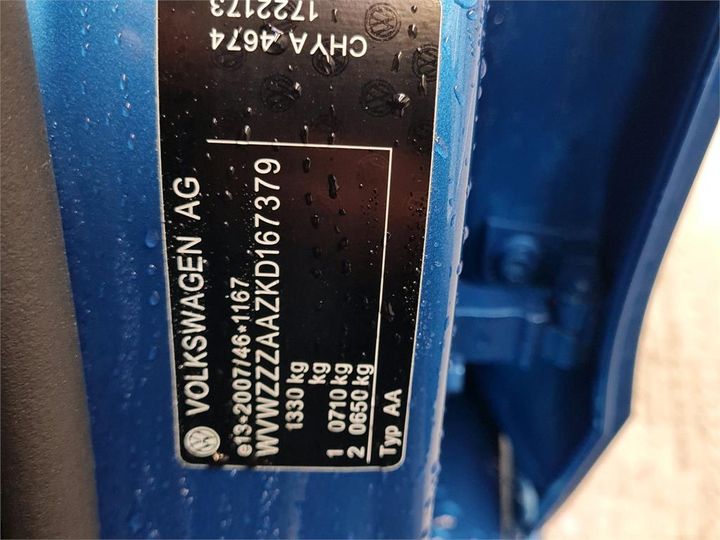 VOLKSWAGEN AG
e13*2007/46*1167
WVWZZZAAZKD167379
1330 kg
kg
1 0710 kg
2 0650 kg
Typ AA
CHYA 4674
1722173